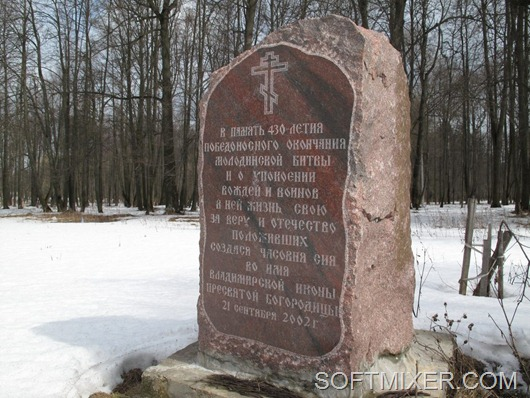 В ПАМЯТЬ 430-ЛЕТИЯ
ПОБЕДОНОСНОГО ОКОНЧАНИЯ
МОЛОДИНСКОЙ БИТВЫ
И О УПОКОЕНИИ
ВОЖДЕЙ И ВОИНОВ
В НЕЙ ЖИЗНЬ СВОЮ
ЗА ВЕРУ И ОТЕЧЕСТВО
ПОЛОЖИВШИХ
СОЗДАСЯ ЧАСОВНЯ СИЯ
ВО ИМЯ
ВЛАДИМИРСКОЙ ИКОНЫ
ПРЕСВЯТОЙ БОГОРОДИЦЫ
21 СЕНТЯБРЯ 2002 Г.
SOFTMIXER.COM